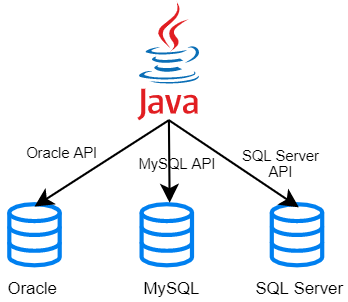 Java
Oracle API
MySQL API
SQL Server
API
Oracle
MySQL
SQL Server